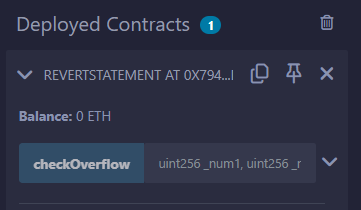 Deployed Contracts 1
REVERTSTATEMENT AT 0X794...
Balance: 0 ETH
checkOverflow uint256 _num1, uint256 _r